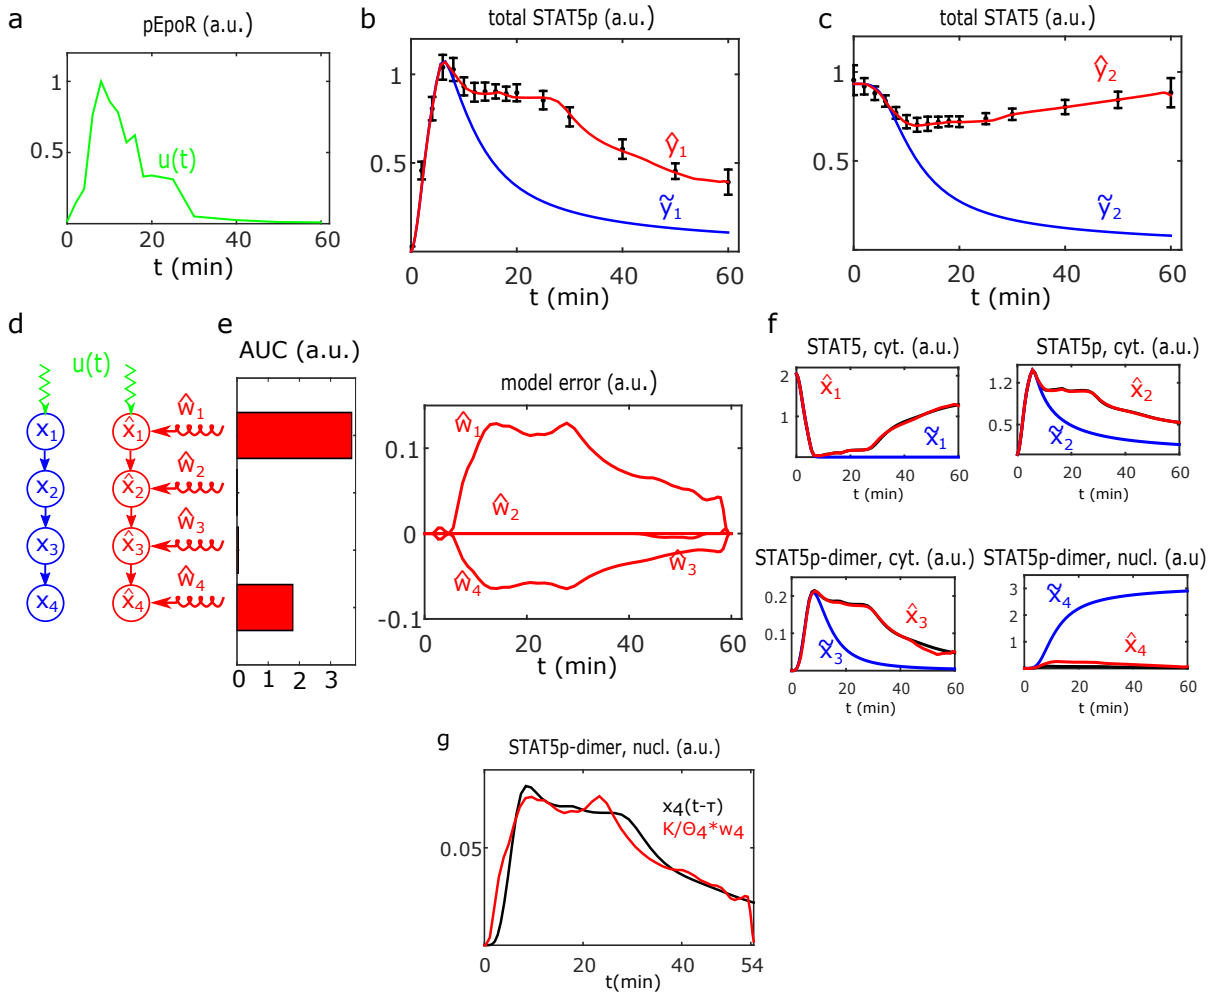 a
pEpoR (a.u.)
1
0.5
u(t)
0 20 40 60
t (min)
b
total STAT5p (a.u.)
1
0.5
ŷ1
ỹ1
0 20 40 60
t (min)
c
total STAT5 (a.u.)
1
0.5
ŷ2
ỹ2
0 20 40 60
t (min)
d
u(t)
x1 x̂1 ŵ1
x2 x̂2 ŵ2
x3 x̂3 ŵ3
x4 x̂4 ŵ4
e
AUC (a.u.)
0 1 2 3
model error (a.u.)
0.1
0
-0.1
ŵ1
ŵ2
ŵ3
ŵ4
0 20 40 60
t (min)
f
STAT5, cyt. (a.u.)
2
1
0
x̂1
x̃1
0 20 40 60
t (min)
STAT5p, cyt. (a.u.)
1.2
0.5
x̂2
x̃2
0 20 40 60
t (min)
STAT5p-dimer, cyt. (a.u.)
0.2
0.1
x̂3
x̃3
0 20 40 60
t (min)
STAT5p-dimer, nucl. (a.u)
3
2
1
x̃4
x̂4
0 20 40 60
t (min)
g
STAT5p-dimer, nucl. (a.u.)
x4(t-τ)
K/Θ4*w4
0.05
0 20 40 54
t(min)